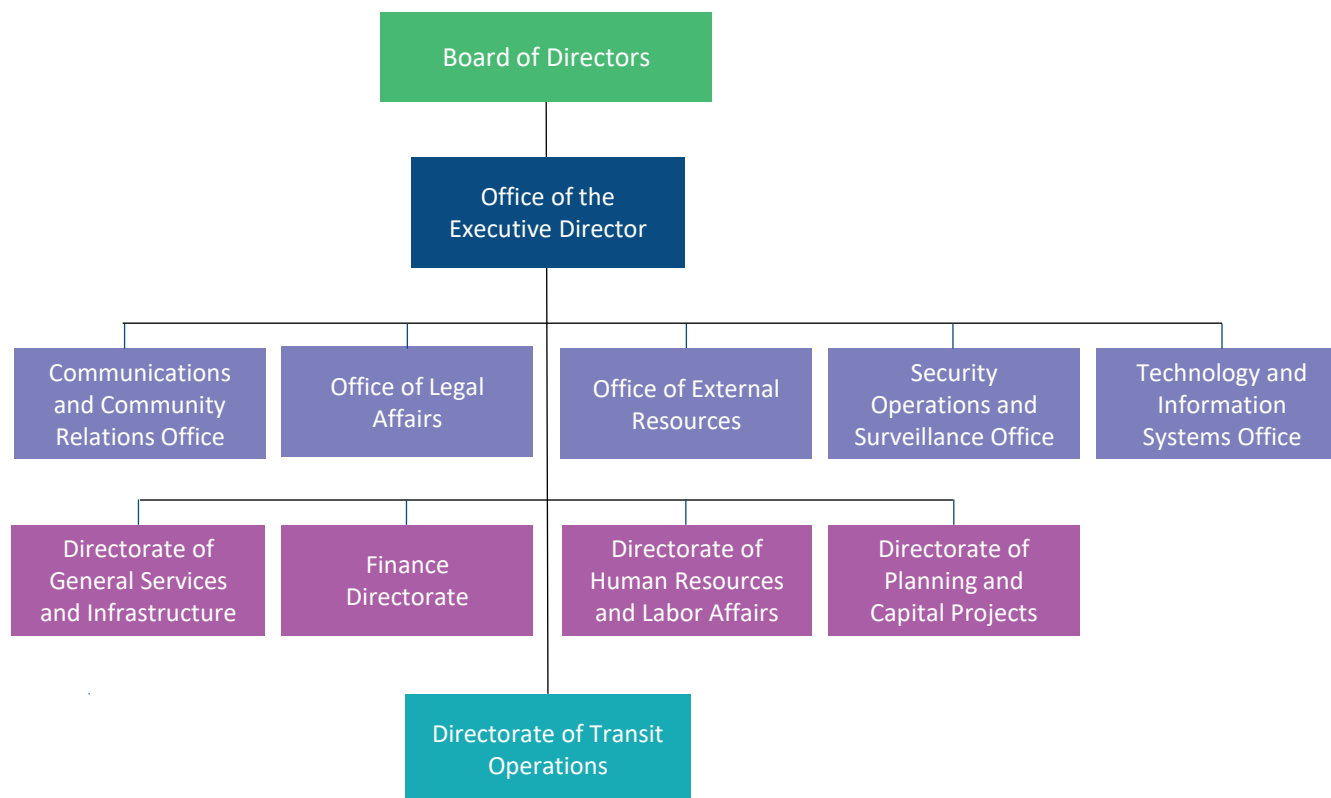 Board of Directors
Office of the
Executive Director
Communications
and Community
Relations Office
Office of Legal
Affairs
Office of External
Resources
Security
Operations and
Surveillance Office
Technology and
Information
Systems Office
Directorate of
General Services
and Infrastructure
Finance
Directorate
Directorate of
Human Resources
and Labor Affairs
Directorate of
Planning and
Capital Projects
Directorate of Transit
Operations